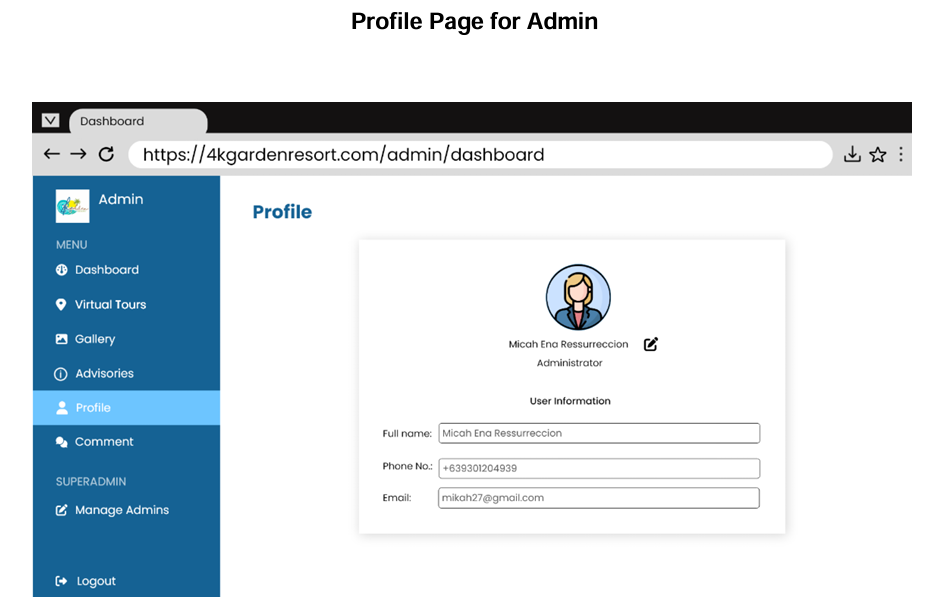 Profile Page for Admin
Dashboard
https://4kgardenresort.com/admin/dashboard
Admin
MENU
Dashboard
Virtual Tours
Gallery
Advisories
Profile
Comment
SUPERADMIN
Manage Admins
Logout
Profile
Micah Ena Ressurreccion
Administrator
User Information
Full name: Micah Ena Ressurreccion
Phone No.: +639301204939
Email: mikah27@gmail.com